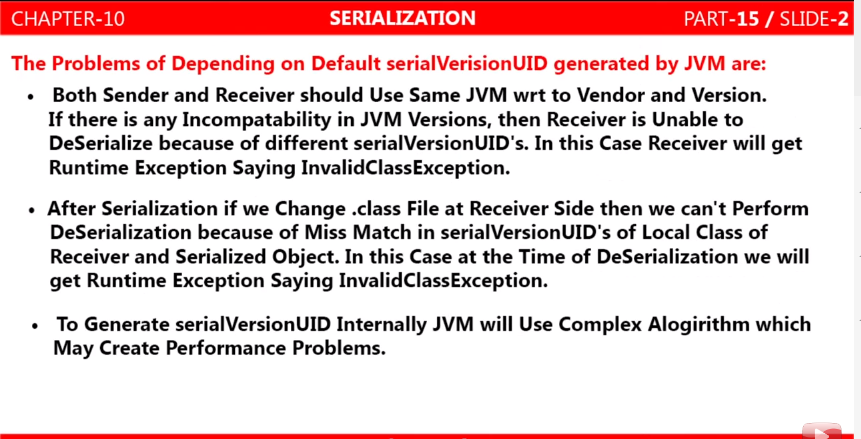 CHAPTER-10 SERIALIZATION PART-15 / SLIDE-2
The Problems of Depending on Default serialVerisionUID generated by JVM are:
• Both Sender and Receiver should Use Same JVM wrt to Vendor and Version.
If there is any Incompatability in JVM Versions, then Receiver is Unable to
DeSerialize because of different serialVersionUID's. In this Case Receiver will get
Runtime Exception Saying InvalidClassException.
• After Serialization if we Change .class File at Receiver Side then we can't Perform
DeSerialization because of Miss Match in serialVersionUID's of Local Class of
Receiver and Serialized Object. In this Case at the Time of DeSerialization we will
get Runtime Exception Saying InvalidClassException.
• To Generate serialVersionUID Internally JVM will Use Complex Alogirithm which
May Create Performance Problems.